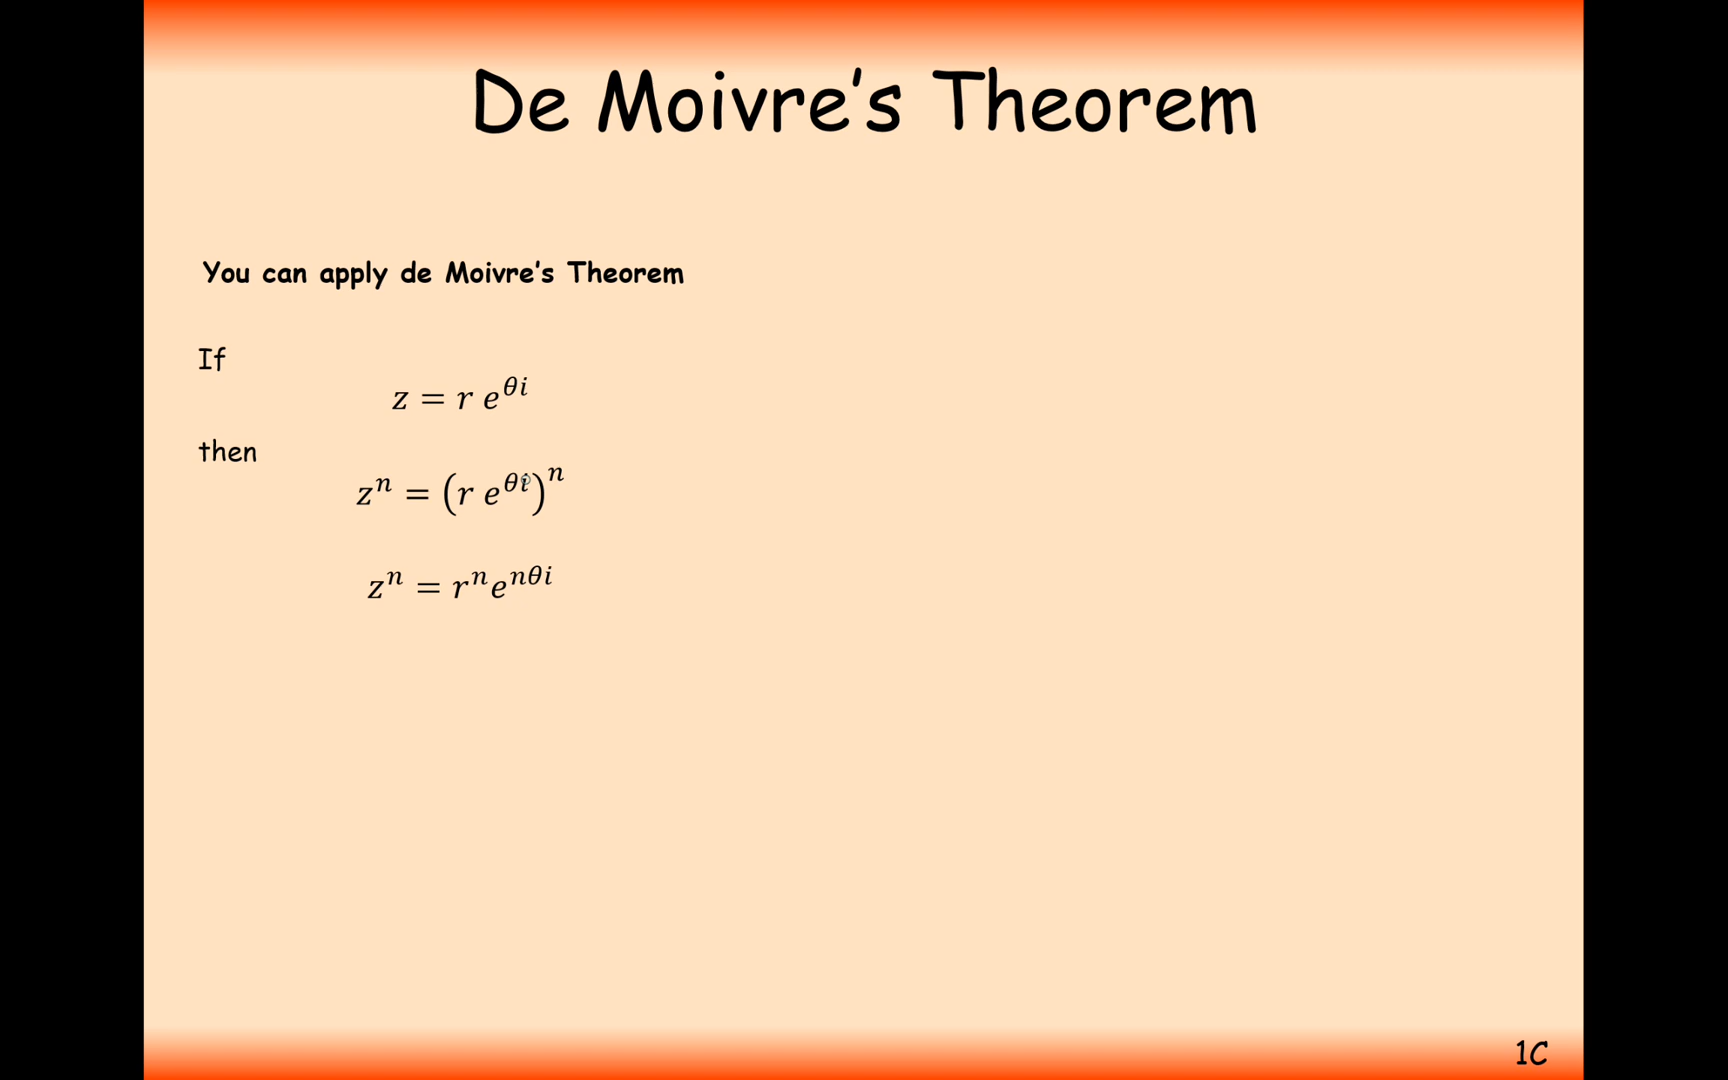 De Moivre's Theorem
You can apply de Moivre's Theorem
If
z = r e^{θi}
then
z^n = (r e^{θi})^n
z^n = r^n e^{nθi}
1C